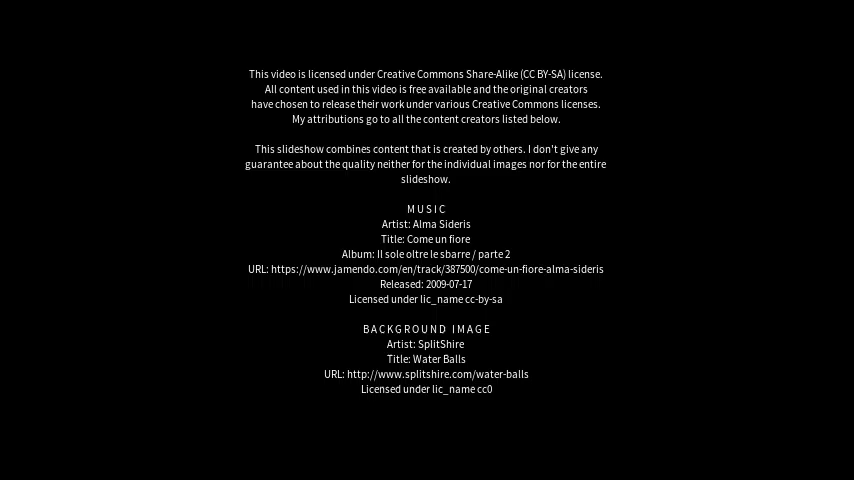 This video is licensed under Creative Commons Share-Alike (CC BY-SA) license.
All content used in this video is free available and the original creators
have chosen to release their work under various Creative Commons licenses.
My attributions go to all the content creators listed below.
This slideshow combines content that is created by others. I don't give any
guarantee about the quality neither for the individual images nor for the entire
slideshow.
MUSIC
Artist: Alma Sideris
Title: Come un fiore
Album: Il sole oltre le sbarre / parte 2
URL: https://www.jamendo.com/en/track/387500/come-un-fiore-alma-sideris
Released: 2009-07-17
Licensed under lic_name cc-by-sa
BACKGROUND IMAGE
Artist: SplitShire
Title: Water Balls
URL: http://www.splitshire.com/water-balls
Licensed under lic_name cc0